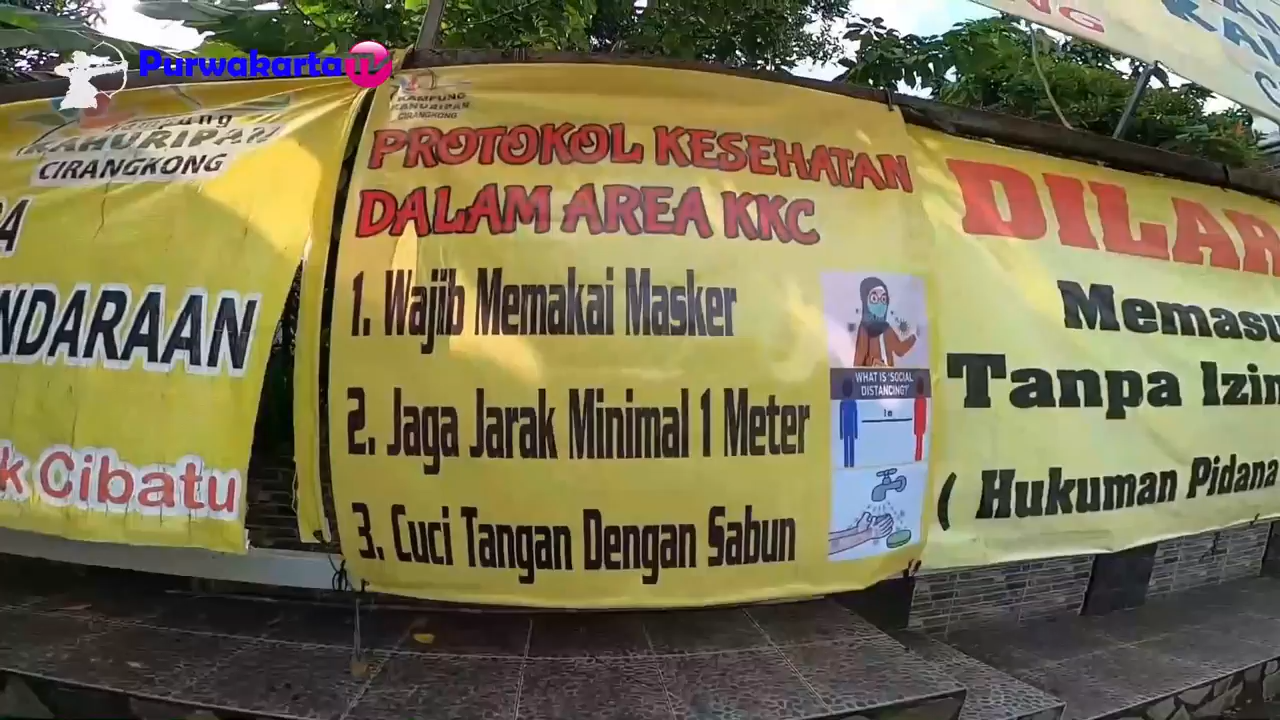 PurwakartaTV
Kampung
KAHURIPAN
CIRANGKONG
NDARAAN
k Cibatu
KAMPUNG
KAHURIPAN
CIRANGKONG
PROTOKOL KESEHATAN
DALAM AREA KKC
1. Wajib Memakai Masker
2. Jaga Jarak Minimal 1 Meter
3. Cuci Tangan Dengan Sabun
WHAT IS 'SOCIAL
DISTANCING?'
DILAR
Memasu
Tanpa Izin
( Hukuman Pidana